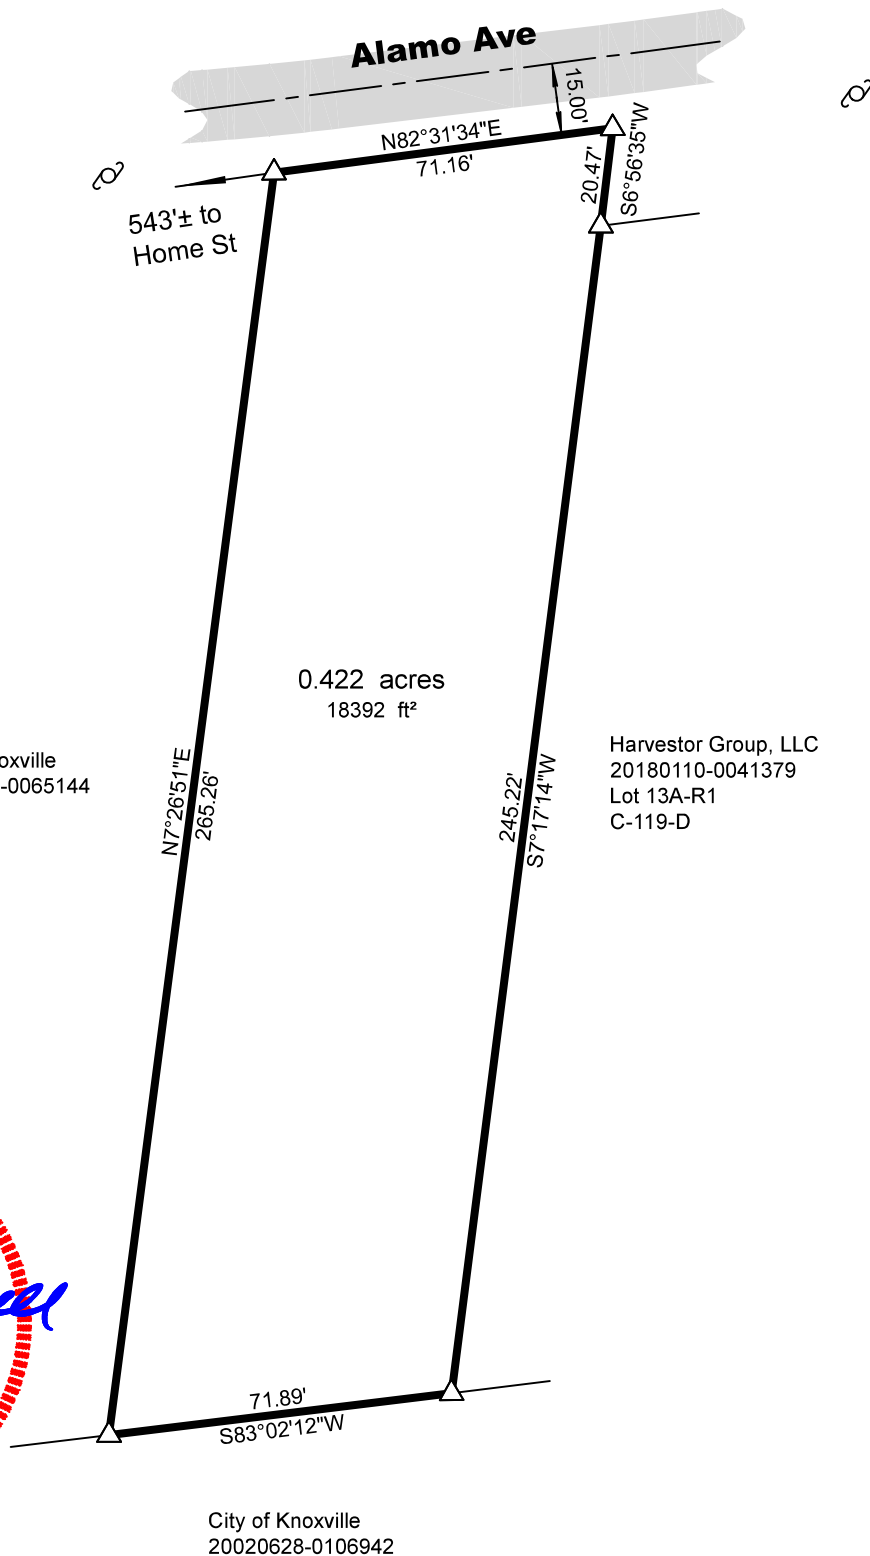 Alamo Ave
15.00'
N82°31'34"E
71.16'
20.47'
S6°56'35"W
543'± to
Home St
0.422 acres
18392 ft²
oxville
-0065144
N7°26'51"E
265.26'
245.22'
S7°17'14"W
Harvestor Group, LLC
20180110-0041379
Lot 13A-R1
C-119-D
71.89'
S83°02'12"W
City of Knoxville
20020628-0106942